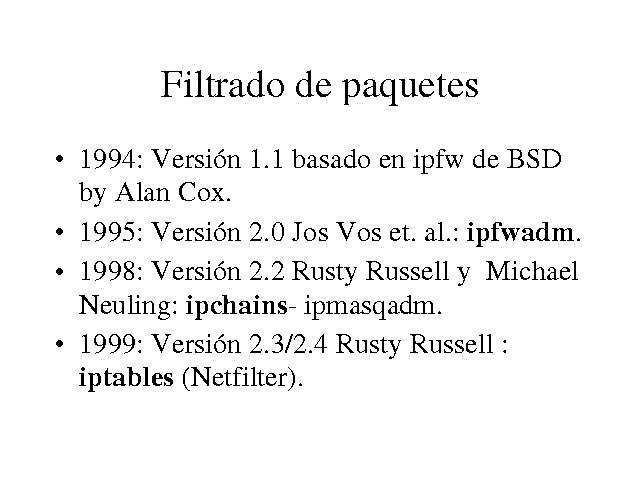 Filtrado de paquetes
• 1994: Versión 1.1 basado en ipfw de BSD
by Alan Cox.
• 1995: Versión 2.0 Jos Vos et. al.: ipfwadm.
• 1998: Versión 2.2 Rusty Russell y  Michael
Neuling: ipchains- ipmasqadm.
• 1999: Versión 2.3/2.4 Rusty Russell :
iptables (Netfilter).